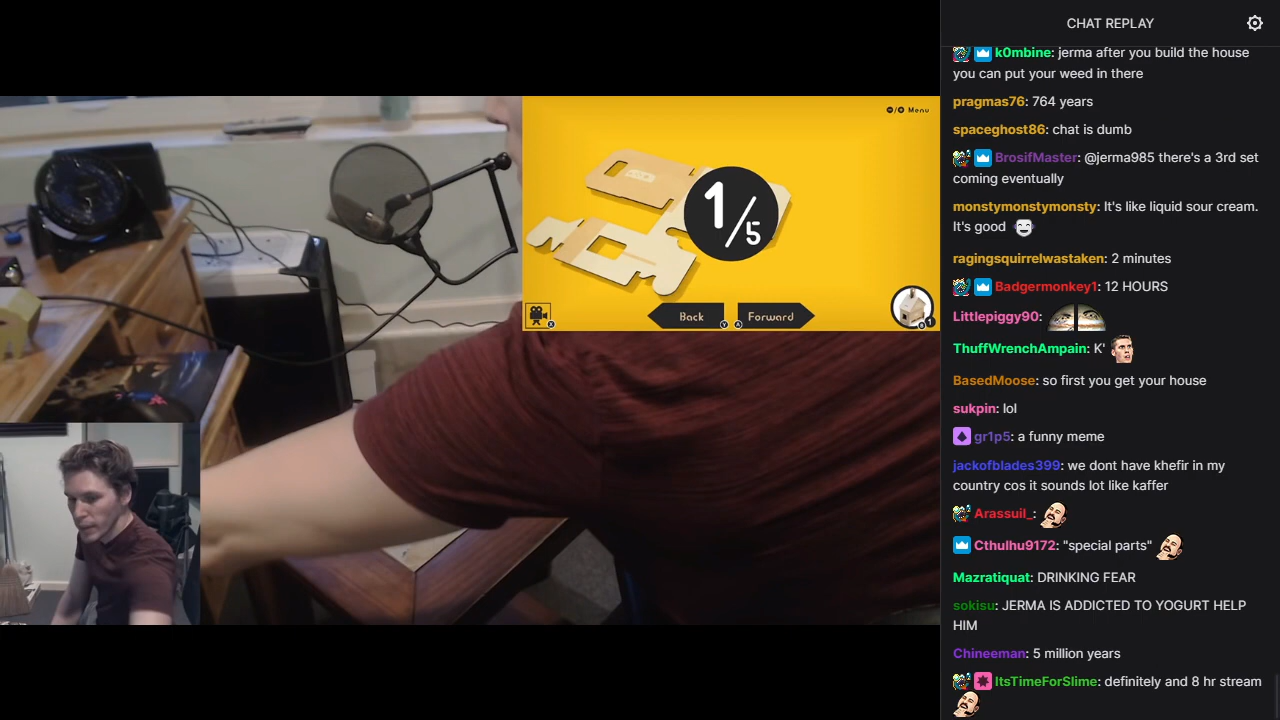 CHAT REPLAY
k0mbine: jerma after you build the house
you can put your weed in there
pragmas76: 764 years
spaceghost86: chat is dumb
BrosifMaster: @jerma985 there's a 3rd set
coming eventually
monstymonstymonsty: It's like liquid sour cream.
It's good
ragingsquirrelwastaken: 2 minutes
Badgermonkey1: 12 HOURS
Littlepiggy90:
ThuffWrenchAmpain: K'
BasedMoose: so first you get your house
sukpin: lol
gr1p5: a funny meme
jackofblades399: we dont have khefir in my
country cos it sounds lot like kaffer
Arassuil_:
Cthulhu9172: "special parts"
Mazratiquat: DRINKING FEAR
sokisu: JERMA IS ADDICTED TO YOGURT HELP
HIM
Chineeman: 5 million years
ItsTimeForSlime: definitely and 8 hr stream
Menu
1/5
Back
Forward
X
Y
A